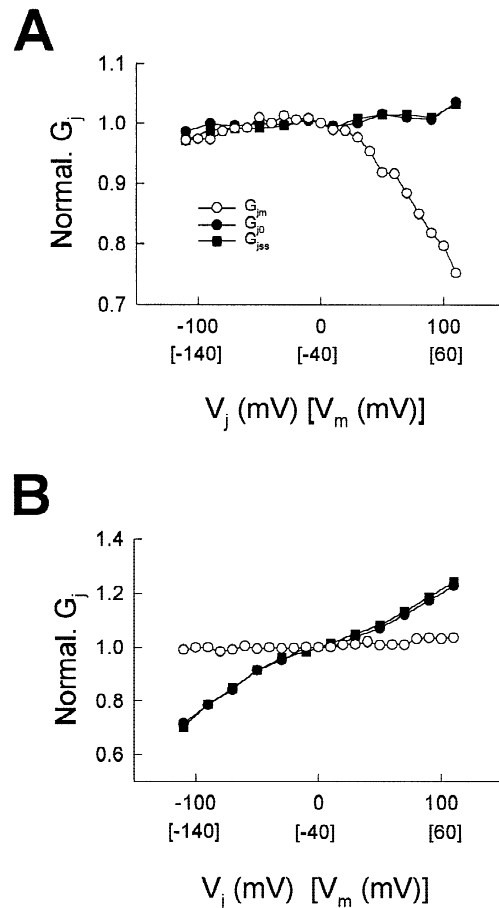 A
1.1
1.0
0.9
0.8
0.7
Normal. Gj
Gjm
Gj0
Gjss
-100 0 100
[-140] [-40] [60]
Vj (mV) [Vm (mV)]
B
1.4
1.2
1.0
0.8
0.6
Normal. Gj
-100 0 100
[-140] [-40] [60]
Vj (mV) [Vm (mV)]